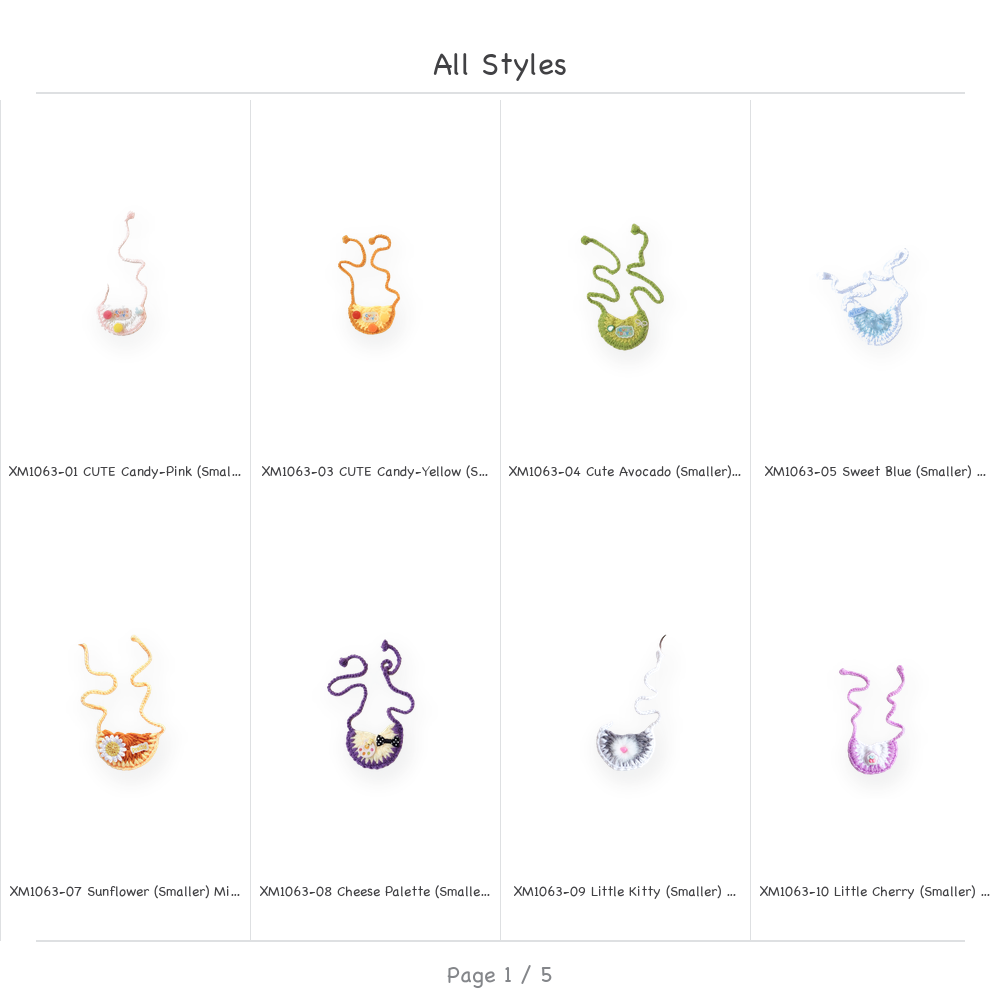 All Styles
XM1063-01 CUTE Candy-Pink (Smal...
XM1063-03 CUTE Candy-Yellow (S...
XM1063-04 Cute Avocado (Smaller)...
XM1063-05 Sweet Blue (Smaller) ...
XM1063-07 Sunflower (Smaller) Mi...
XM1063-08 Cheese Palette (Smalle...
XM1063-09 Little Kitty (Smaller) ...
XM1063-10 Little Cherry (Smaller) ...
Page 1 / 5